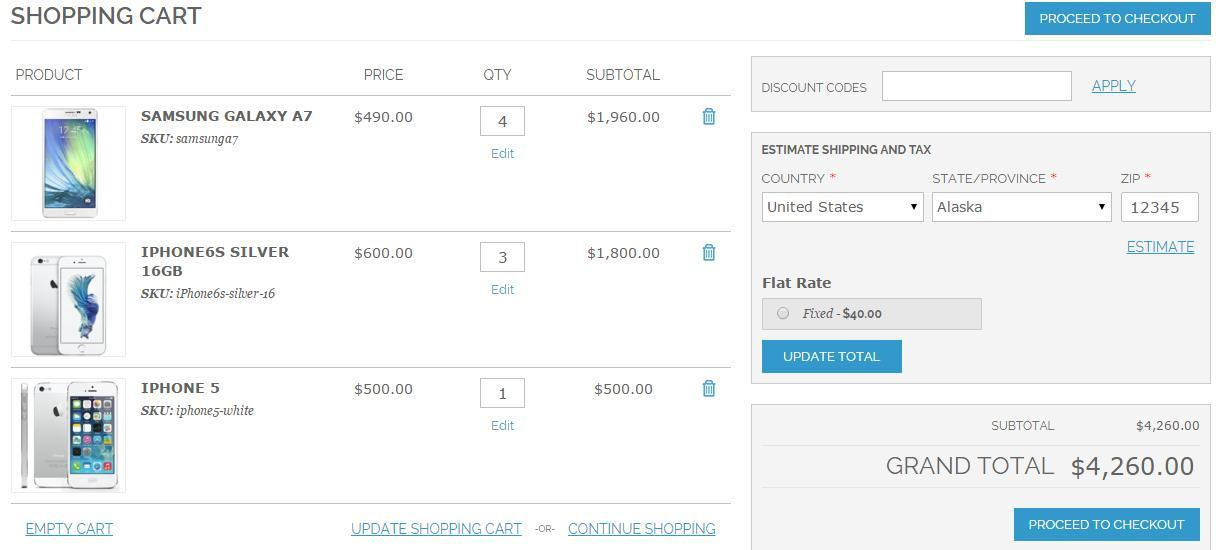 SHOPPING CART
PROCEED TO CHECKOUT
PRODUCT PRICE QTY SUBTOTAL
SAMSUNG GALAXY A7 $490.00 4 $1,960.00
SKU: samsunga7
Edit
IPHONE6S SILVER $600.00 3 $1,800.00
16GB
SKU: iPhone6s-silver-16
Edit
IPHONE 5 $500.00 1 $500.00
SKU: iphone5-white
Edit
EMPTY CART UPDATE SHOPPING CART -OR- CONTINUE SHOPPING
DISCOUNT CODES APPLY
ESTIMATE SHIPPING AND TAX
COUNTRY * STATE/PROVINCE * ZIP *
United States Alaska 12345
ESTIMATE
Flat Rate
Fixed - $40.00
UPDATE TOTAL
SUBTOTAL $4,260.00
GRAND TOTAL $4,260.00
PROCEED TO CHECKOUT